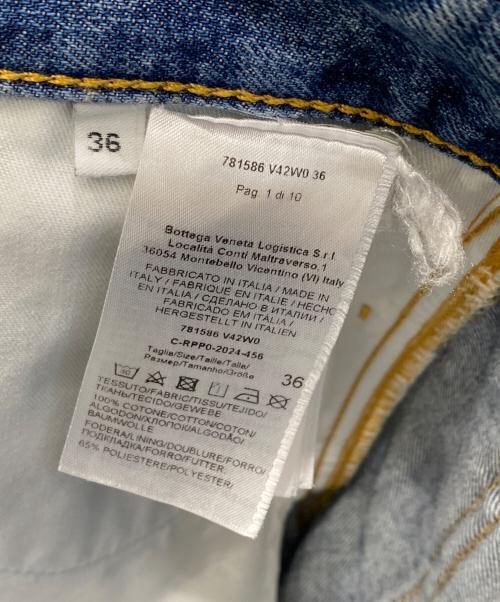 36
781586 V42W0 36
Pag. 1 di 10
Bottega Veneta Logistica S.r.l.
Località Conti Maltraverso,1
36054 Montebello Vicentino (VI) Italy
FABBRICATO IN ITALIA / MADE IN
ITALY / FABRIQUE EN ITALIE / HECHO
EN ITALIA / СДЕЛАНО В ИТАЛИИ /
FABRICADO EM ITÁLIA /
HERGESTELLT IN ITALIEN
781586 V42W0
C-RPP0-2024-456
Taglia/Size/Taille/Talla/
Размер/Tamanho/Größe
36
TESSUTO/FABRIC/TISSU/TEJIDO/
ТКАНЬ/TECIDO/GEWEBE
100% COTONE/COTTON/COTON/
ALGODON/ХЛОПОК/ALGODÃO/
BAUMWOLLE
FODERA/LINING/DOUBLURE/FORRO/
ПОДКЛАДКА/FORRO/FUTTER
65% POLIESTERE/POLYESTER/